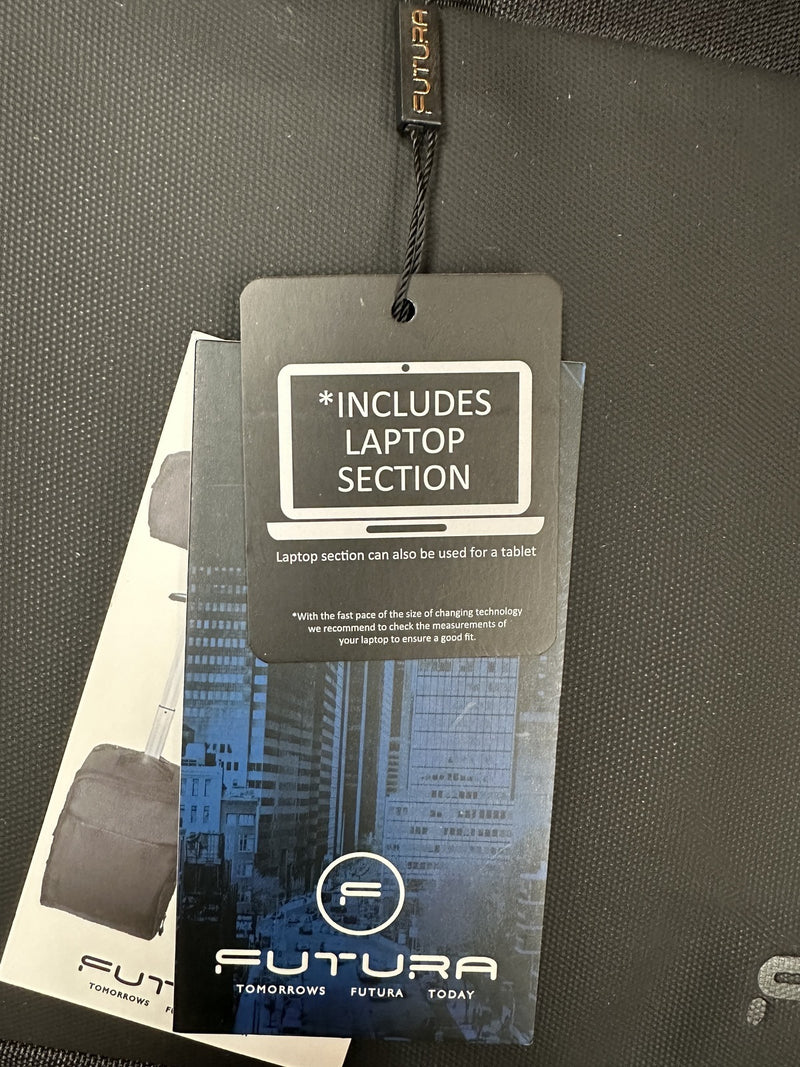 FUTURA
*INCLUDES
LAPTOP
SECTION
Laptop section can also be used for a tablet
*With the fast pace of the size of changing technology
we recommend to check the measurements of
your laptop to ensure a good fit.
F
FUTURA
TOMORROWS FUTURA TODAY
FUT
TOMORROWS